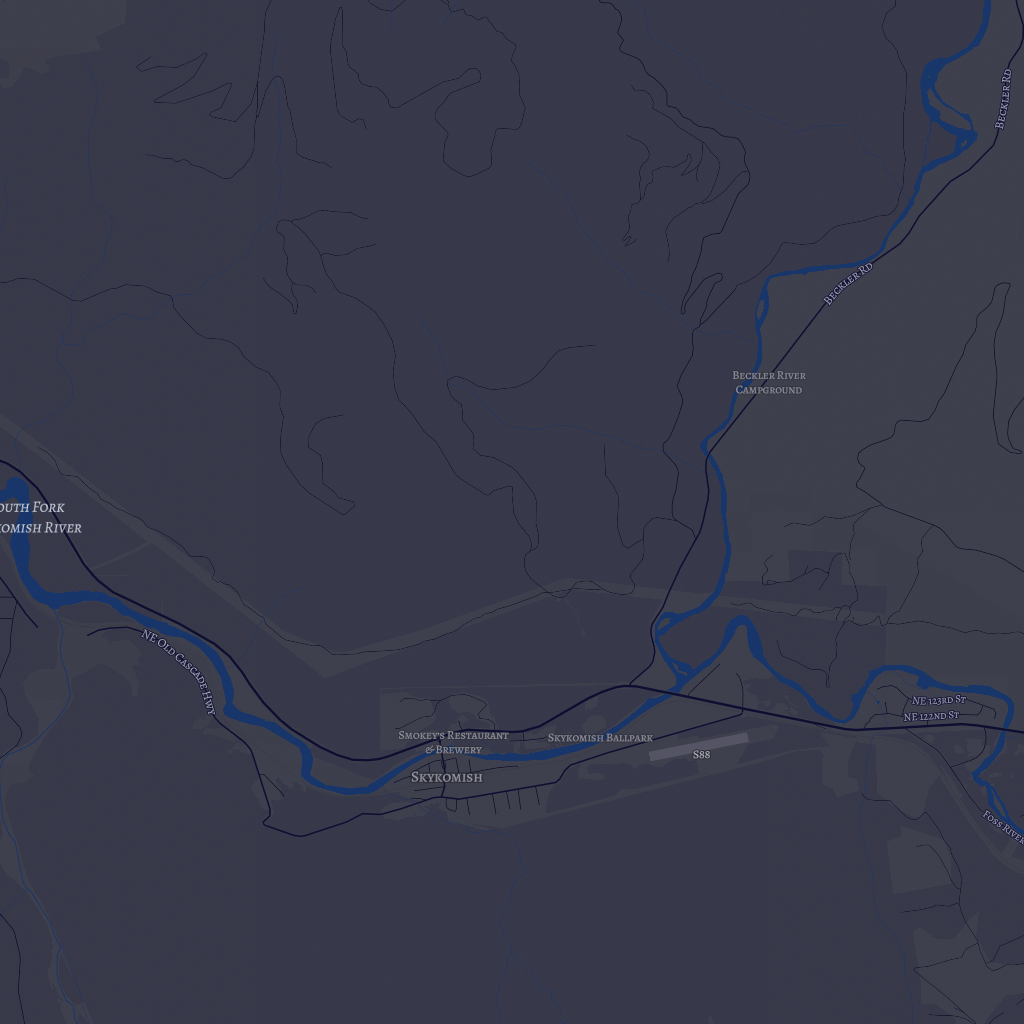 Beckler Rd
Beckler Rd
Beckler River
Campground
outh Fork
komish River
NE Old Cascade Hwy
NE 123rd St
NE 122nd St
Smokey's Restaurant
& Brewery
Skykomish Ballpark
S88
Skykomish
Foss River